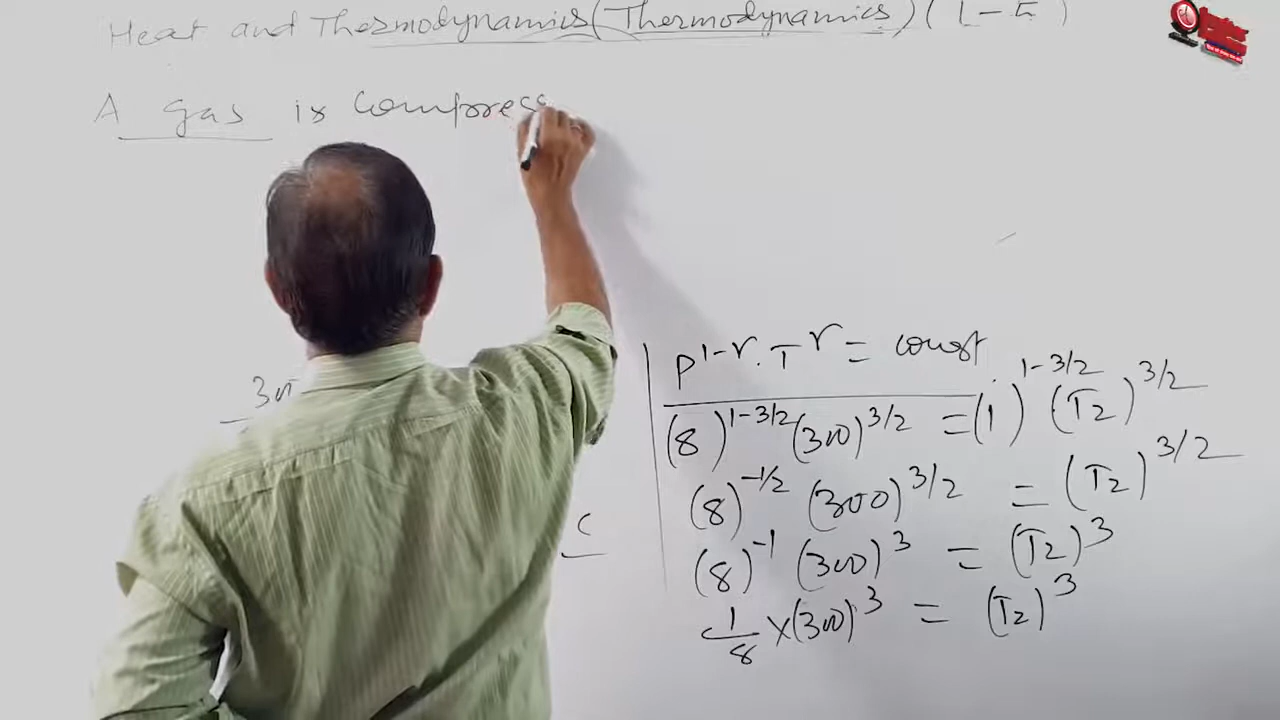 Heat and Thermodynamics (Thermodynamics) (L-
A gas is compress
300
P^1-r . T^r = const
(8)^1-3/2 (300)^3/2 = (1)^1-3/2 (T2)^3/2
(8)^-1/2 (300)^3/2 = (T2)^3/2
(8)^-1 (300)^3 = (T2)^3
1/8 x (300)^3 = (T2)^3
c